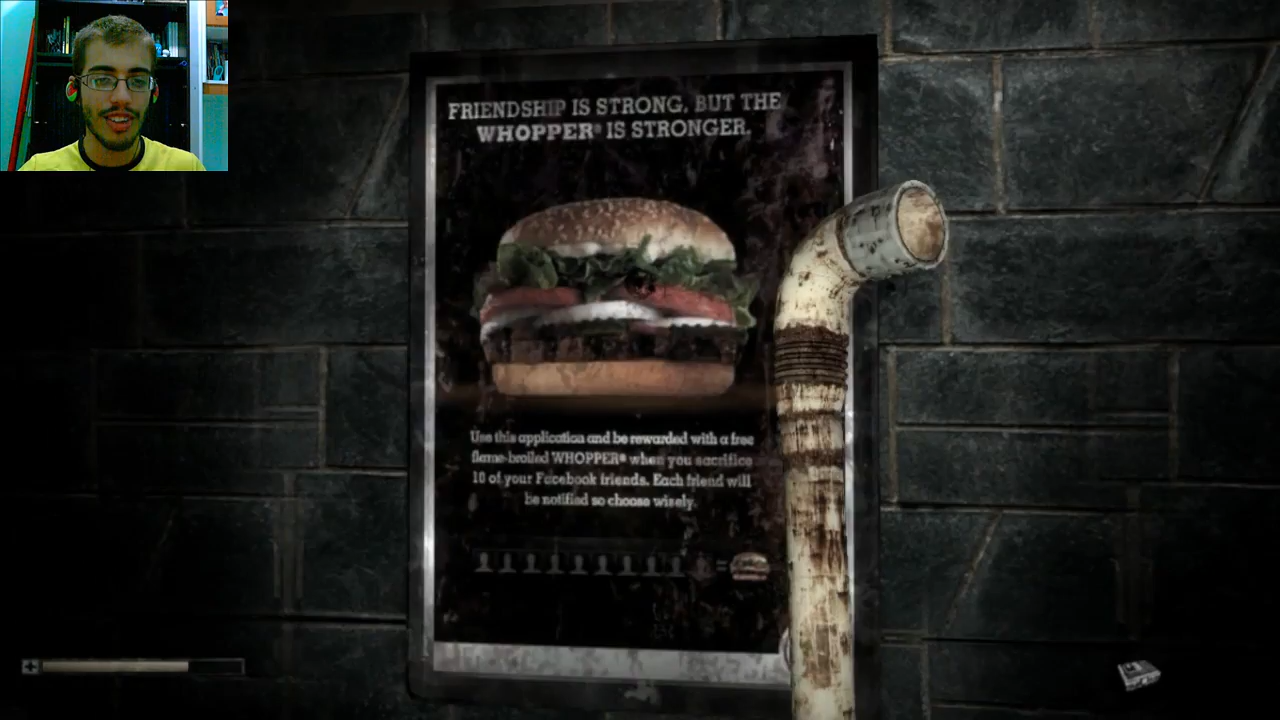 FRIENDSHIP IS STRONG, BUT THE
WHOPPER® IS STRONGER.
Use this application and be rewarded with a free
flame-broiled WHOPPER® when you sacrifice
10 of your Facebook friends. Each friend will
be notified so choose wisely.